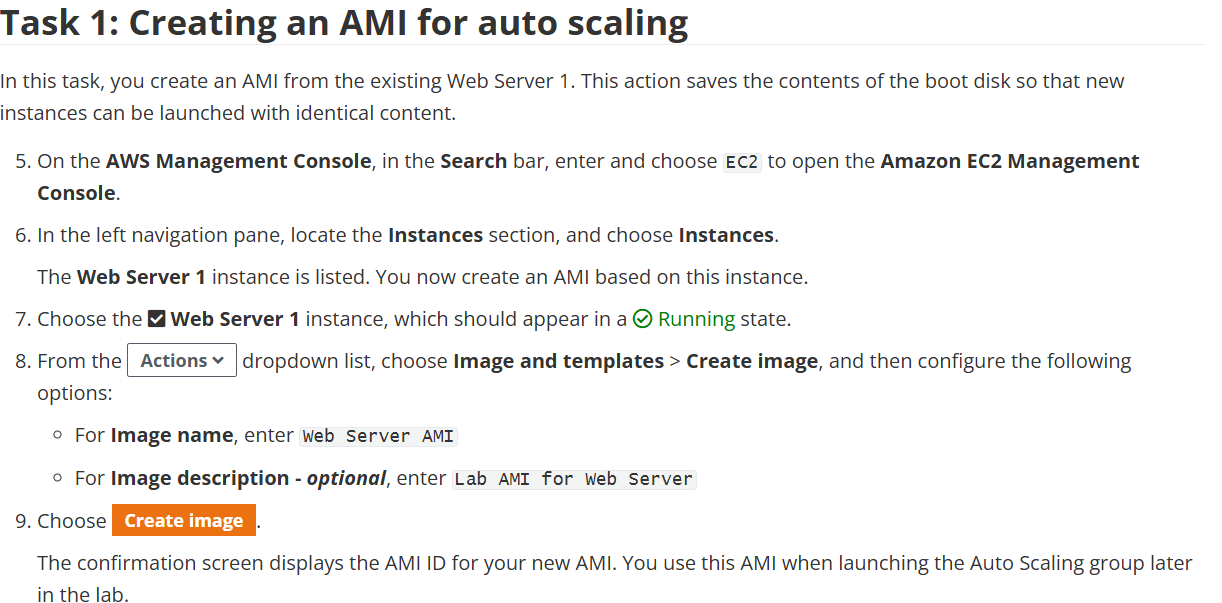 Task 1: Creating an AMI for auto scaling
In this task, you create an AMI from the existing Web Server 1. This action saves the contents of the boot disk so that new
instances can be launched with identical content.
5. On the AWS Management Console, in the Search bar, enter and choose EC2 to open the Amazon EC2 Management
Console.
6. In the left navigation pane, locate the Instances section, and choose Instances.
The Web Server 1 instance is listed. You now create an AMI based on this instance.
7. Choose the Web Server 1 instance, which should appear in a Running state.
8. From the Actions dropdown list, choose Image and templates > Create image, and then configure the following
options:
For Image name, enter Web Server AMI
For Image description - optional, enter Lab AMI for Web Server
9. Choose Create image.
The confirmation screen displays the AMI ID for your new AMI. You use this AMI when launching the Auto Scaling group later
in the lab.